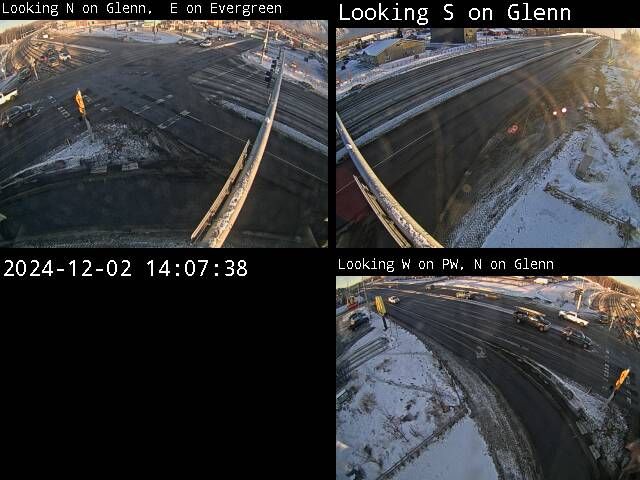 Looking N on Glenn,  E on Evergreen
Looking S on Glenn
2024-12-02 14:07:38
Looking W on PW, N on Glenn